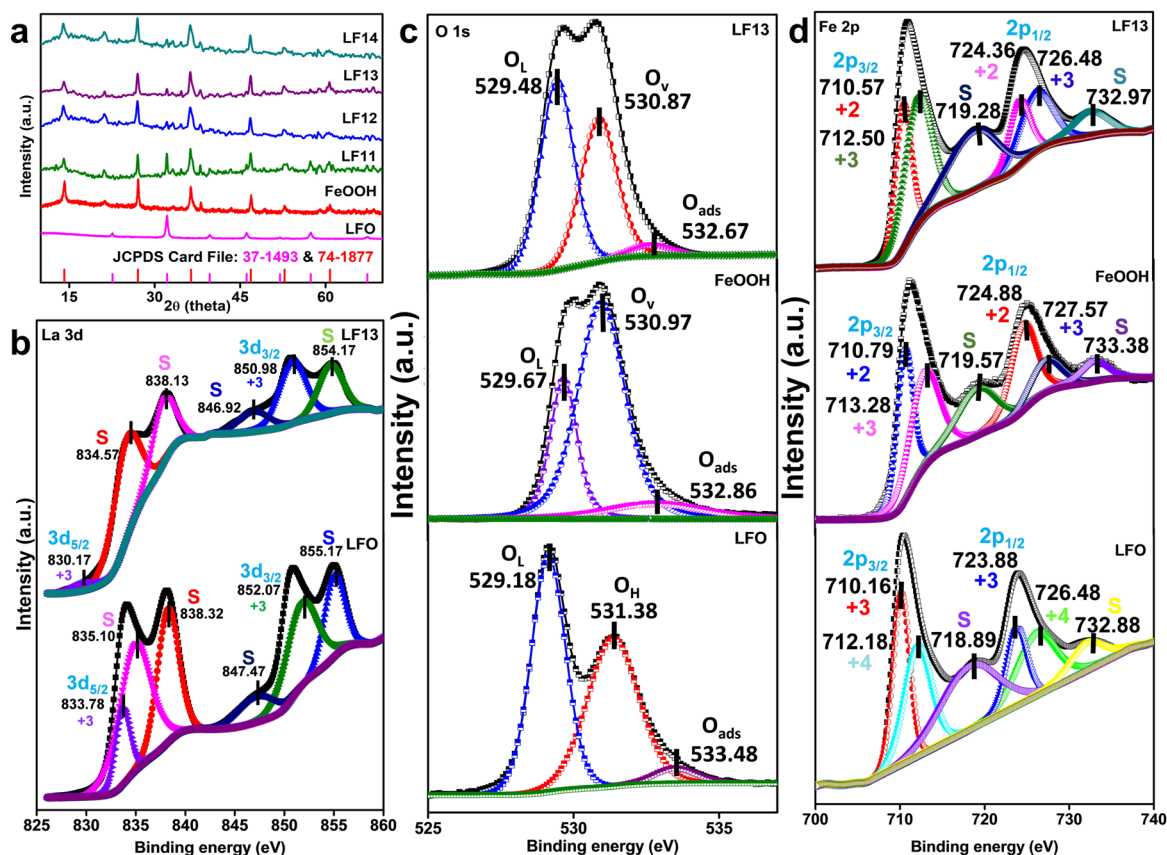 a
LF14
LF13
LF12
LF11
FeOOH
LFO
JCPDS Card File: 37-1493 & 74-1877
15 30 45 60
2θ (theta)
Intensity (a.u.)
b
La 3d
LF13
S
854.17
3d3/2
850.98
+3
S
846.92
S
838.13
S
834.57
3d5/2
830.17
+3
LFO
S
855.17
3d3/2
852.07
+3
S
847.47
S
838.32
S
835.10
3d5/2
833.78
+3
826 833 840 847 850 855 860
Binding energy (eV)
Intensity (a.u.)
c
O 1s
LF13
OL
529.48
Ov
530.87
Oads
532.67
FeOOH
OL
529.67
Ov
530.97
Oads
532.86
LFO
OL
529.18
OH
531.38
Oads
533.48
525 530 535
Binding energy (eV)
Intensity (a.u.)
d
Fe 2p
LF13
2p3/2
710.57
+2
712.50
+3
S
719.28
2p1/2
724.36
+2
726.48
+3
S
732.97
FeOOH
2p3/2
710.79
+2
713.28
+3
S
719.57
2p1/2
724.88
+2
727.57
+3
S
733.38
LFO
2p3/2
710.16
+3
712.18
+4
S
718.89
2p1/2
723.88
+3
726.48
+4
S
732.88
700 710 720 730 740
Binding energy (eV)
Intensity (a.u.)